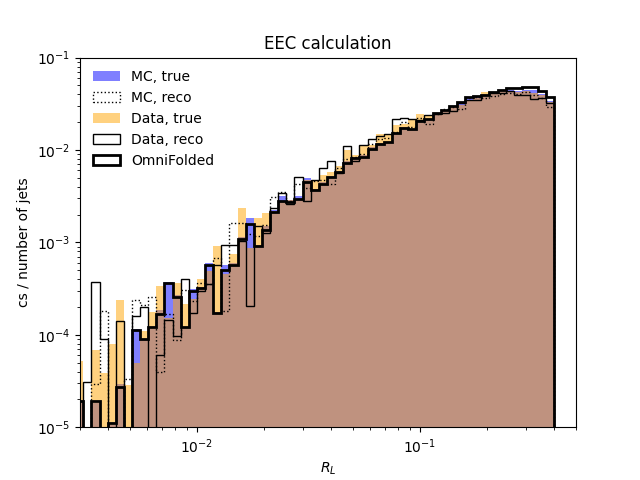 EEC calculation
10⁻¹
10⁻²
10⁻³
10⁻⁴
10⁻⁵
cs / number of jets
MC, true
MC, reco
Data, true
Data, reco
OmniFolded
10⁻² 10⁻¹
R_L